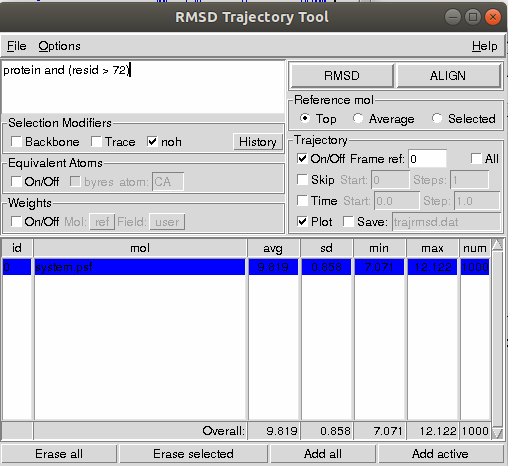 RMSD Trajectory Tool
File Options Help
protein and (resid > 72)
RMSD ALIGN
Reference mol
Top Average Selected
Selection Modifiers
Backbone Trace noh History
Trajectory
On/Off Frame ref: 0 All
Equivalent Atoms
On/Off byres atom: CA
Skip Start: 0 Steps: 1
Time Start: 0.0 Step: 1.0
Weights
On/Off Mol: ref Field: user
Plot Save: trajrmsd.dat
id mol avg sd min max num
0 system.psf 9.819 0.858 7.071 12.122 1000
Overall: 9.819 0.858 7.071 12.122 1000
Erase all Erase selected Add all Add active